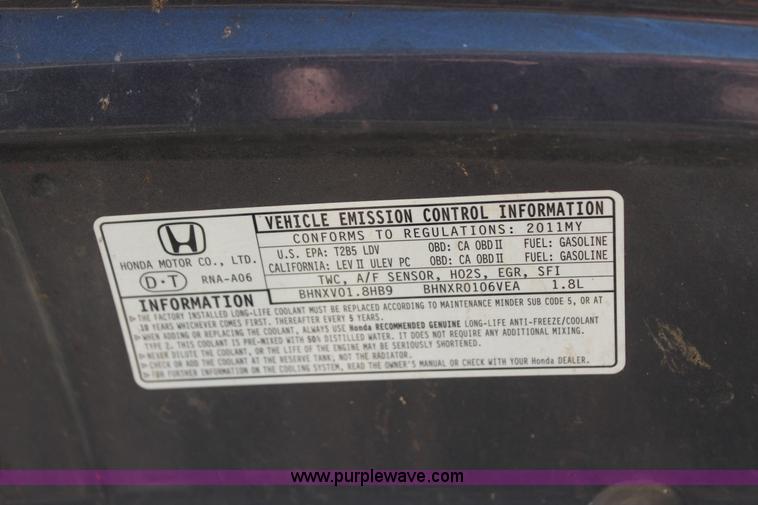 VEHICLE EMISSION CONTROL INFORMATION
CONFORMS TO REGULATIONS: 2011MY
HONDA MOTOR CO., LTD.
U.S. EPA: T2B5 LDV OBD: CA OBD II FUEL: GASOLINE
CALIFORNIA: LEV II ULEV PC OBD: CA OBD II FUEL: GASOLINE
D·T RNA-A06
TWC, A/F SENSOR, HO2S, EGR, SFI
BHNXV01.8HB9 BHNXR0106VEA 1.8L
INFORMATION
▷THE FACTORY INSTALLED LONG-LIFE COOLANT MUST BE REPLACED ACCORDING TO MAINTENANCE MINDER SUB CODE 5, OR AT
10 YEARS WHICHEVER COMES FIRST. THEREAFTER EVERY 5 YEARS.
▷WHEN ADDING OR REPLACING THE COOLANT, ALWAYS USE Honda RECOMMENDED GENUINE LONG-LIFE ANTI-FREEZE/COOLANT
TYPE 2. THIS COOLANT IS PRE-MIXED WITH 50% DISTILLED WATER. IT DOES NOT REQUIRE ANY ADDITIONAL MIXING.
▷NEVER DILUTE THE COOLANT, OR THE LIFE OF THE ENGINE MAY BE SERIOUSLY SHORTENED.
▷CHECK OR ADD THE COOLANT AT THE RESERVE TANK, NOT THE RADIATOR.
▷FOR FURTHER INFORMATION ON THE COOLING SYSTEM, READ THE OWNER'S MANUAL OR CHECK WITH YOUR Honda DEALER.
www.purplewave.com